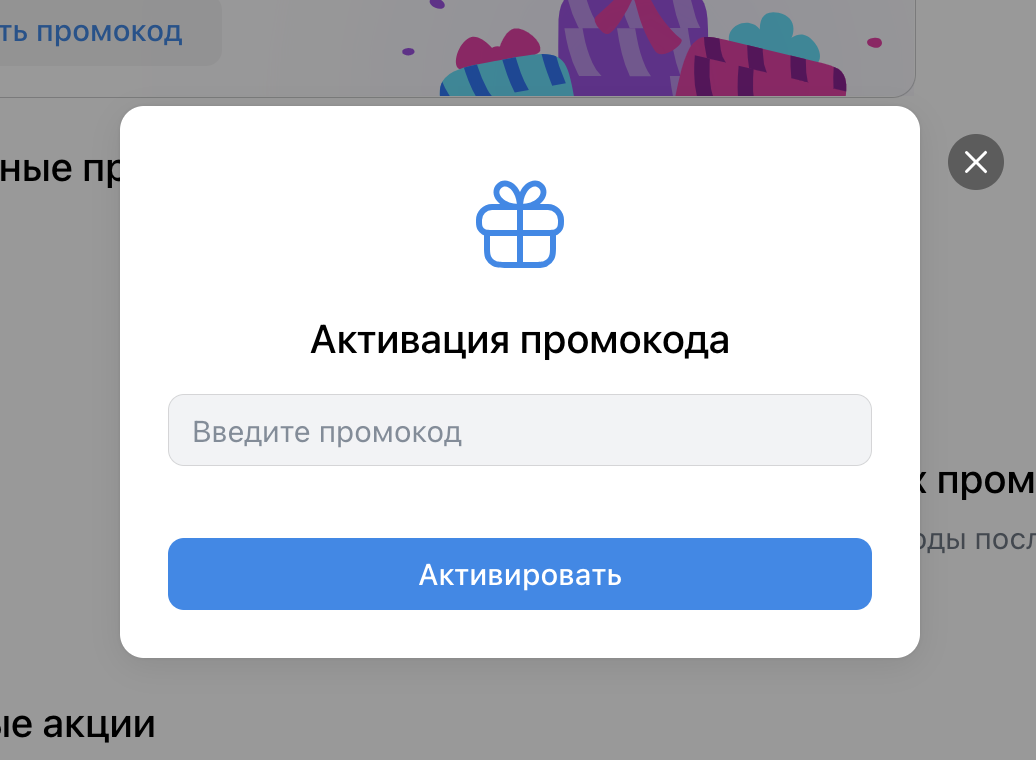 ть промокод
ные пр
Активация промокода
Введите промокод
к пром
оды посл
Активировать
ые акции